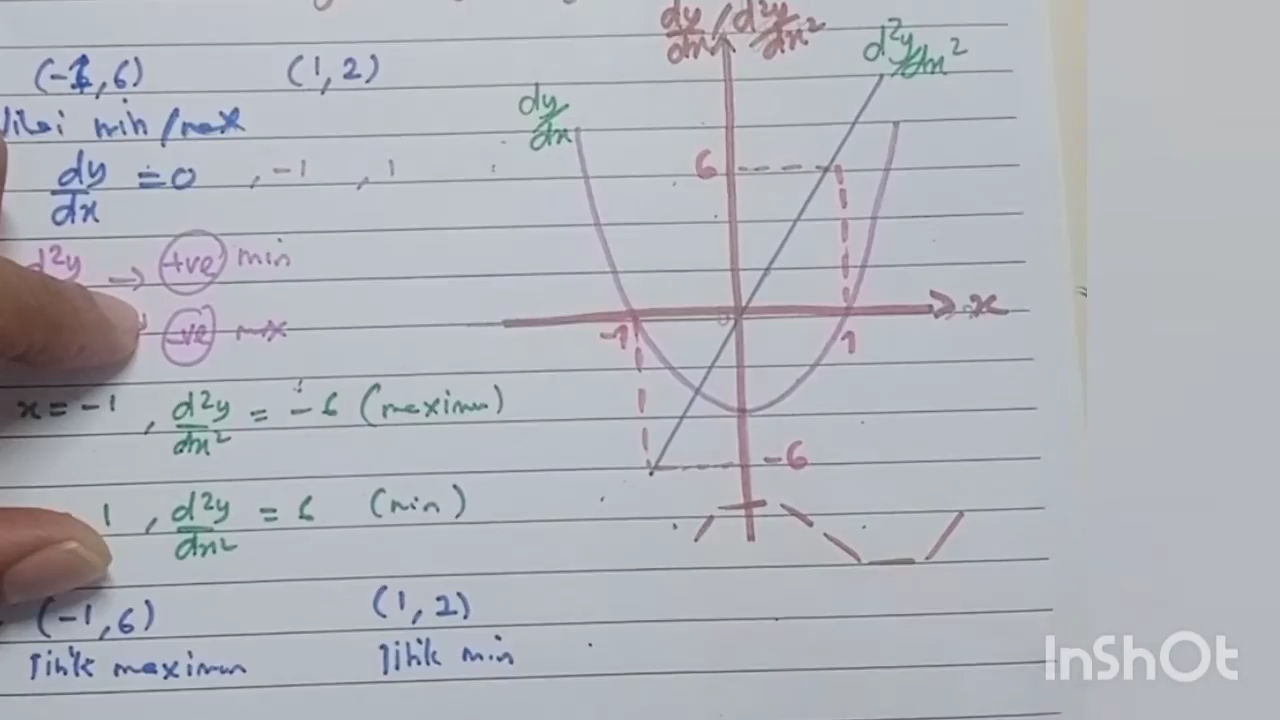 dy/dx / d²y/dx²
d²y/dx²
(-1,6) (1,2)
dy/dx
Nilai min/max
dy/dx = 0 , -1 , 1
6
d²y → +ve min
-ve max
x
-1 0 1
x = -1 , d²y/dx² = -6 (maximum)
-6
1 , d²y/dx² = 6 (min)
(-1,6) (1,2)
Titik maximum Titik min
InShOt